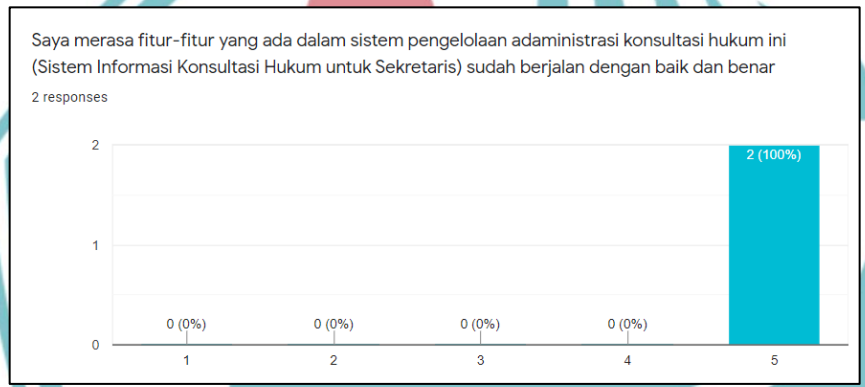 Saya merasa fitur-fitur yang ada dalam sistem pengelolaan adaministrasi konsultasi hukum ini
(Sistem Informasi Konsultasi Hukum untuk Sekretaris) sudah berjalan dengan baik dan benar
2 responses
2
2 (100%)
1
0 (0%) 0 (0%) 0 (0%) 0 (0%)
0
1 2 3 4 5